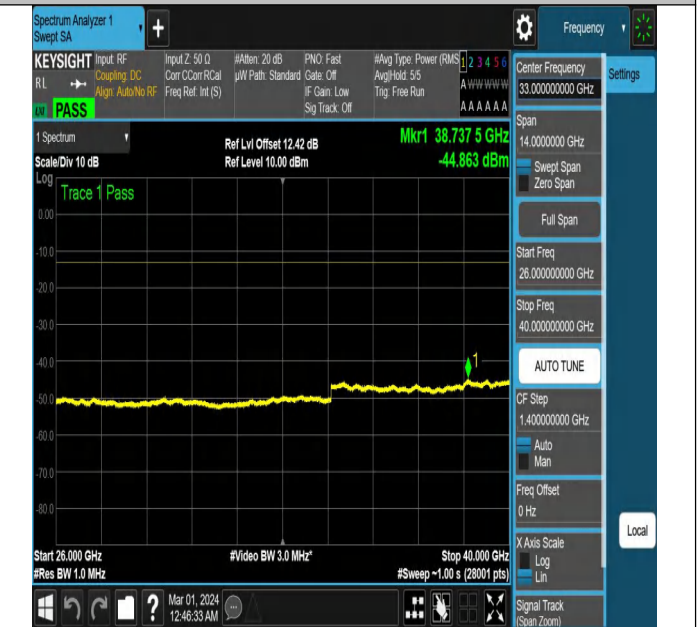 Spectrum Analyzer 1
Swept SA
+
Frequency
KEYSIGHT
RL
PASS
Input: RF
Coupling: DC
Align: Auto/No RF
Input Z: 50 Ω
Corr CCorr RCal
Freq Ref: Int (S)
#Atten: 20 dB
µW Path: Standard
PNO: Fast
Gate: Off
IF Gain: Low
Sig Track: Off
#Avg Type: Power (RMS
Avg|Hold: 5/5
Trig: Free Run
1 2 3 4 5 6
A W W W W W
A A A A A A
1 Spectrum
Scale/Div 10 dB
Ref Lvl Offset 12.42 dB
Ref Level 10.00 dBm
Mkr1 38.737 5 GHz
-44.863 dBm
Log
Trace 1 Pass
0.00
-10.0
-20.0
-30.0
-40.0
-50.0
-60.0
-70.0
-80.0
1
Start 26.000 GHz
#Res BW 1.0 MHz
#Video BW 3.0 MHz*
Stop 40.000 GHz
#Sweep ~1.00 s (28001 pts)
?
Mar 01, 2024
12:46:33 AM
Center Frequency
33.000000000 GHz
Span
14.0000000 GHz
Swept Span
Zero Span
Full Span
Start Freq
26.000000000 GHz
Stop Freq
40.000000000 GHz
AUTO TUNE
CF Step
1.400000000 GHz
Auto
Man
Freq Offset
0 Hz
X Axis Scale
Log
Lin
Signal Track
(Span Zoom)
Settings
Local